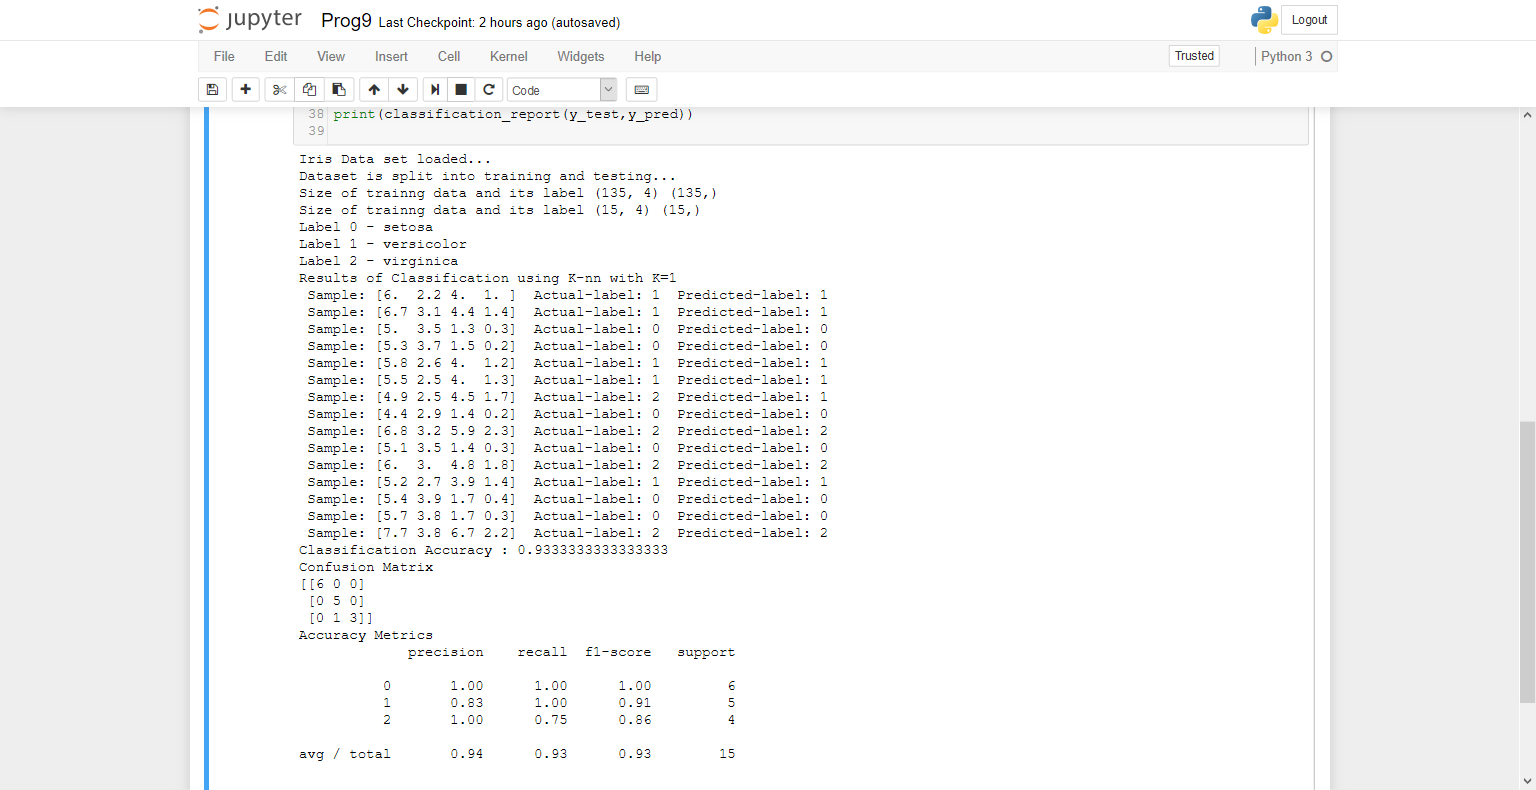 jupyter Prog9 Last Checkpoint: 2 hours ago (autosaved) Logout
File Edit View Insert Cell Kernel Widgets Help Trusted Python 3
Code
38 print(classification_report(y_test,y_pred))
39
Iris Data set loaded...
Dataset is split into training and testing...
Size of trainng data and its label (135, 4) (135,)
Size of trainng data and its label (15, 4) (15,)
Label 0 - setosa
Label 1 - versicolor
Label 2 - virginica
Results of Classification using K-nn with K=1
Sample: [6.  2.2 4.  1. ]  Actual-label: 1  Predicted-label: 1
Sample: [6.7 3.1 4.4 1.4]  Actual-label: 1  Predicted-label: 1
Sample: [5.  3.5 1.3 0.3]  Actual-label: 0  Predicted-label: 0
Sample: [5.3 3.7 1.5 0.2]  Actual-label: 0  Predicted-label: 0
Sample: [5.8 2.6 4.  1.2]  Actual-label: 1  Predicted-label: 1
Sample: [5.5 2.5 4.  1.3]  Actual-label: 1  Predicted-label: 1
Sample: [4.9 2.5 4.5 1.7]  Actual-label: 2  Predicted-label: 1
Sample: [4.4 2.9 1.4 0.2]  Actual-label: 0  Predicted-label: 0
Sample: [6.8 3.2 5.9 2.3]  Actual-label: 2  Predicted-label: 2
Sample: [5.1 3.5 1.4 0.3]  Actual-label: 0  Predicted-label: 0
Sample: [6.  3.  4.8 1.8]  Actual-label: 2  Predicted-label: 2
Sample: [5.2 2.7 3.9 1.4]  Actual-label: 1  Predicted-label: 1
Sample: [5.4 3.9 1.7 0.4]  Actual-label: 0  Predicted-label: 0
Sample: [5.7 3.8 1.7 0.3]  Actual-label: 0  Predicted-label: 0
Sample: [7.7 3.8 6.7 2.2]  Actual-label: 2  Predicted-label: 2
Classification Accuracy : 0.9333333333333333
Confusion Matrix
[[6 0 0]
[0 5 0]
[0 1 3]]
Accuracy Metrics
precision recall f1-score support
0 1.00 1.00 1.00 6
1 0.83 1.00 0.91 5
2 1.00 0.75 0.86 4
avg / total 0.94 0.93 0.93 15